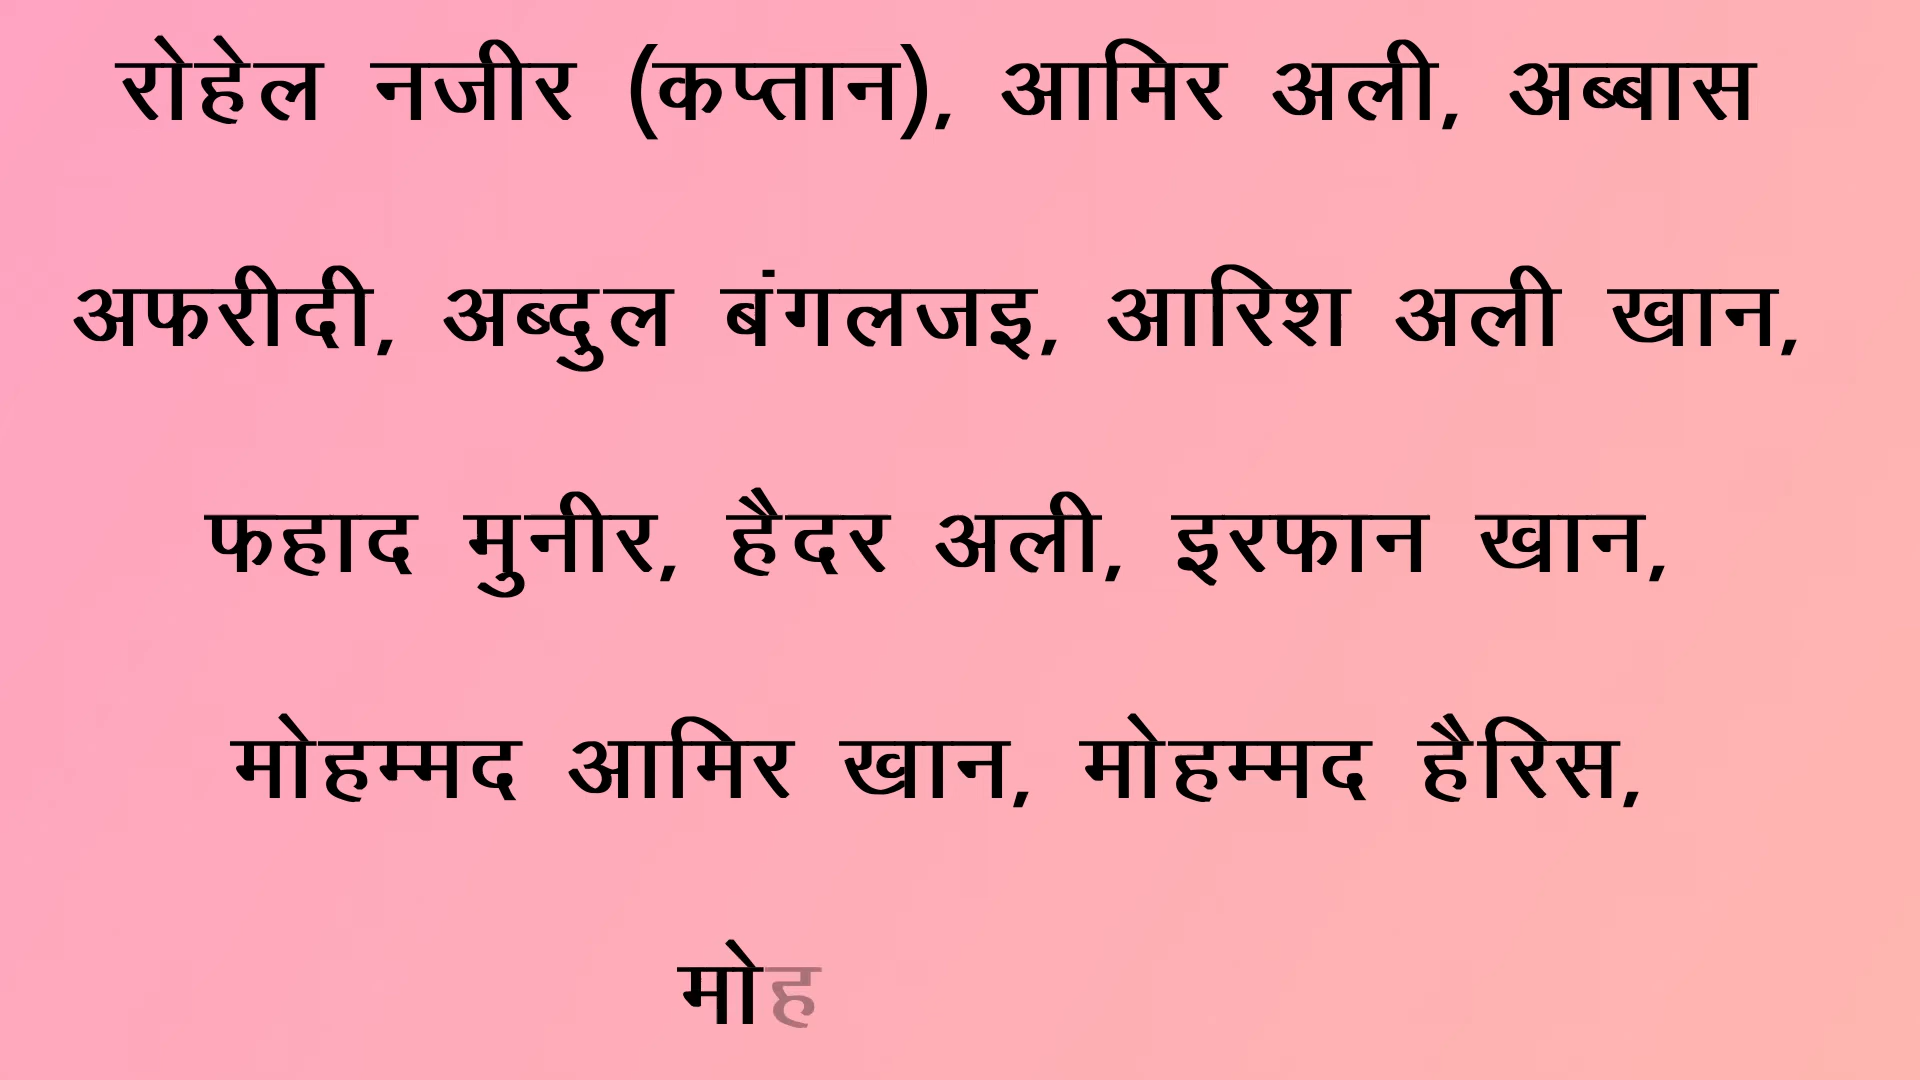 रोहेल नजीर (कप्तान), आमिर अली, अब्बास
अफरीदी, अब्दुल बंगलजइ, आरिश अली खान,
फहाद मुनीर, हैदर अली, इरफान खान,
मोहम्मद आमिर खान, मोहम्मद हैरिस,
मोह